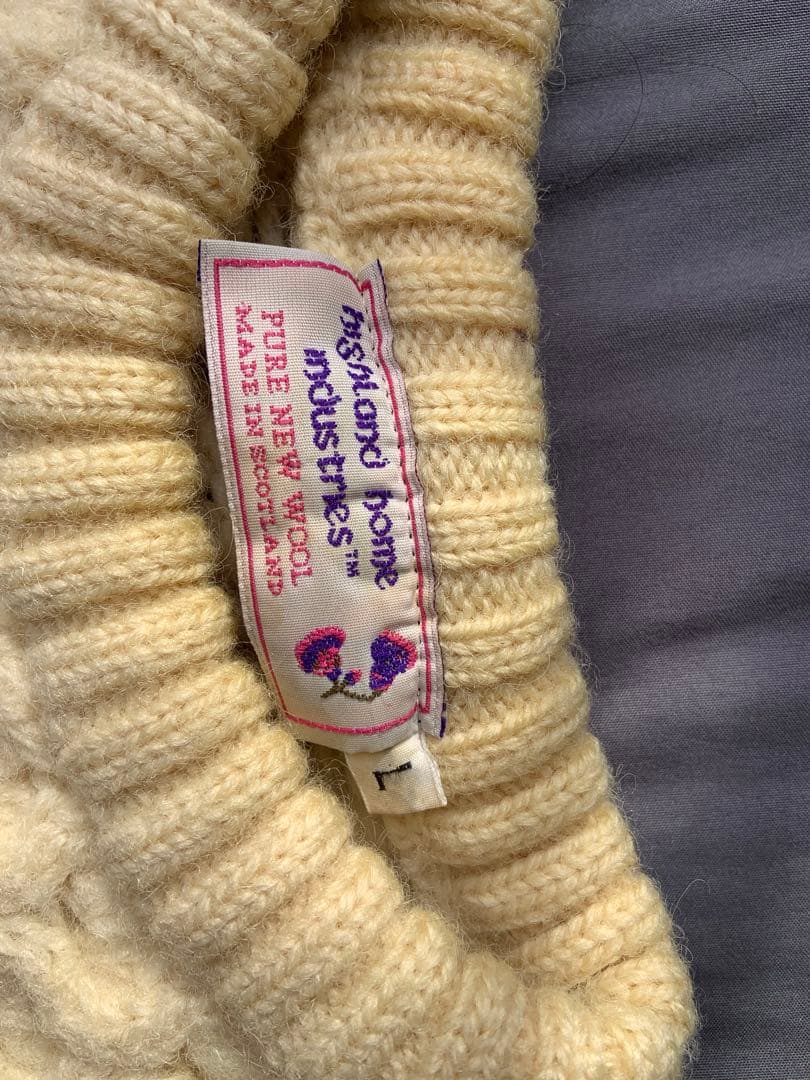 highland home
industries™
PURE NEW WOOL
MADE IN SCOTLAND
L